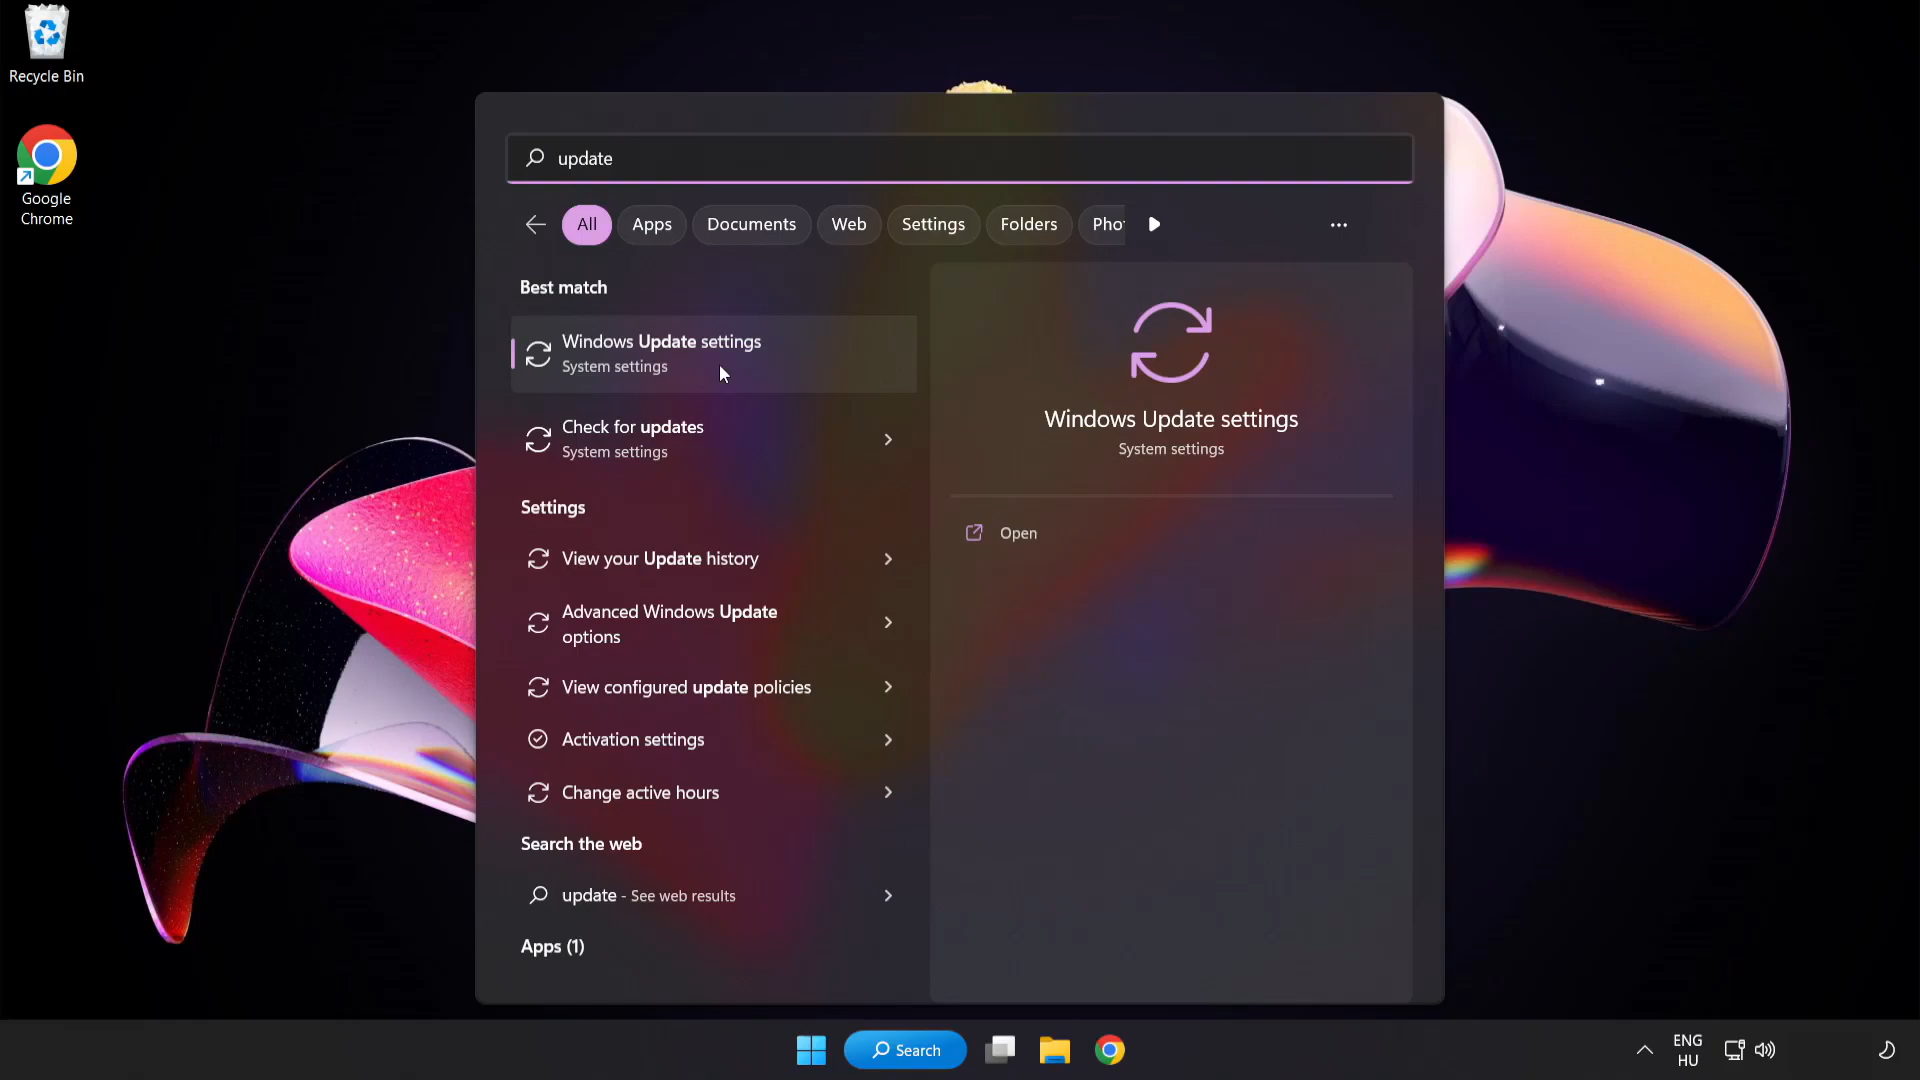 Recycle Bin
Google
Chrome
update
All Apps Documents Web Settings Folders Pho
Best match
Windows Update settings
System settings
Check for updates
System settings
Settings
View your Update history
Advanced Windows Update
options
View configured update policies
Activation settings
Change active hours
Search the web
update - See web results
Apps (1)
Windows Update settings
System settings
Open
Search
ENG
HU